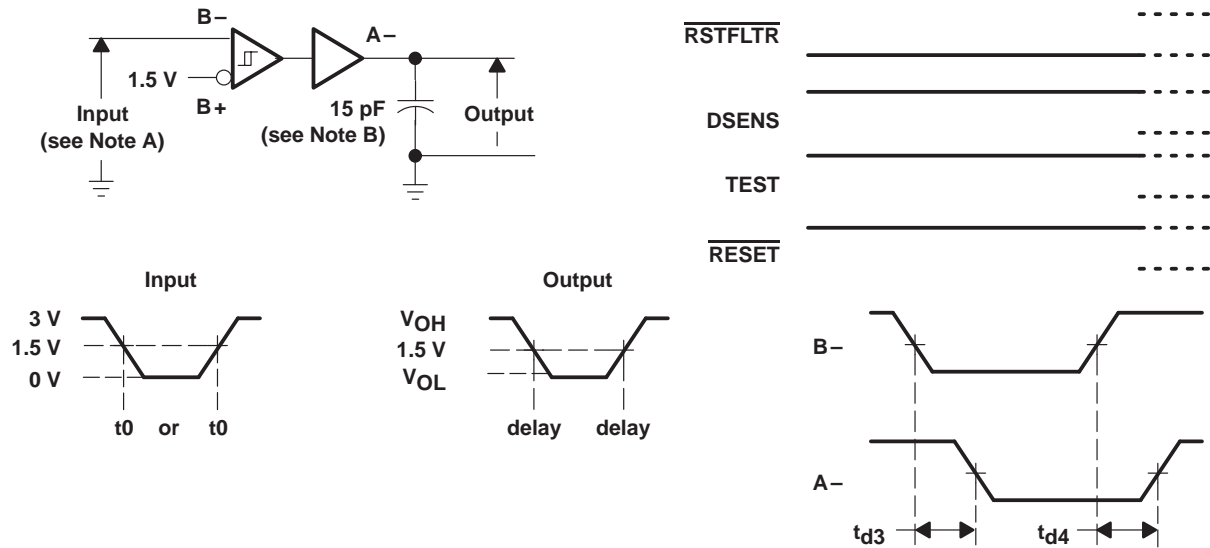 B–
A–
1.5 V
B+
Input
(see Note A)
15 pF
(see Note B)
Output
Input
3 V
1.5 V
0 V
t0 or t0
Output
VOH
1.5 V
VOL
delay delay
RSTFLTR
DSENS
TEST
RESET
B–
A–
td3
td4